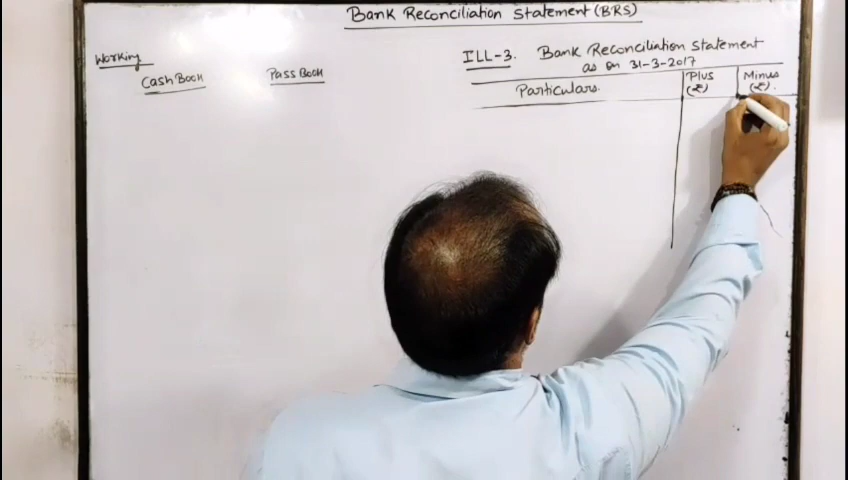 Bank Reconciliation Statement (BRS)
Working
Cash Book
Pass Book
ILL-3. Bank Reconciliation Statement
as on 31-3-2017
Particulars.
Plus
(₹)
Minus
(₹).